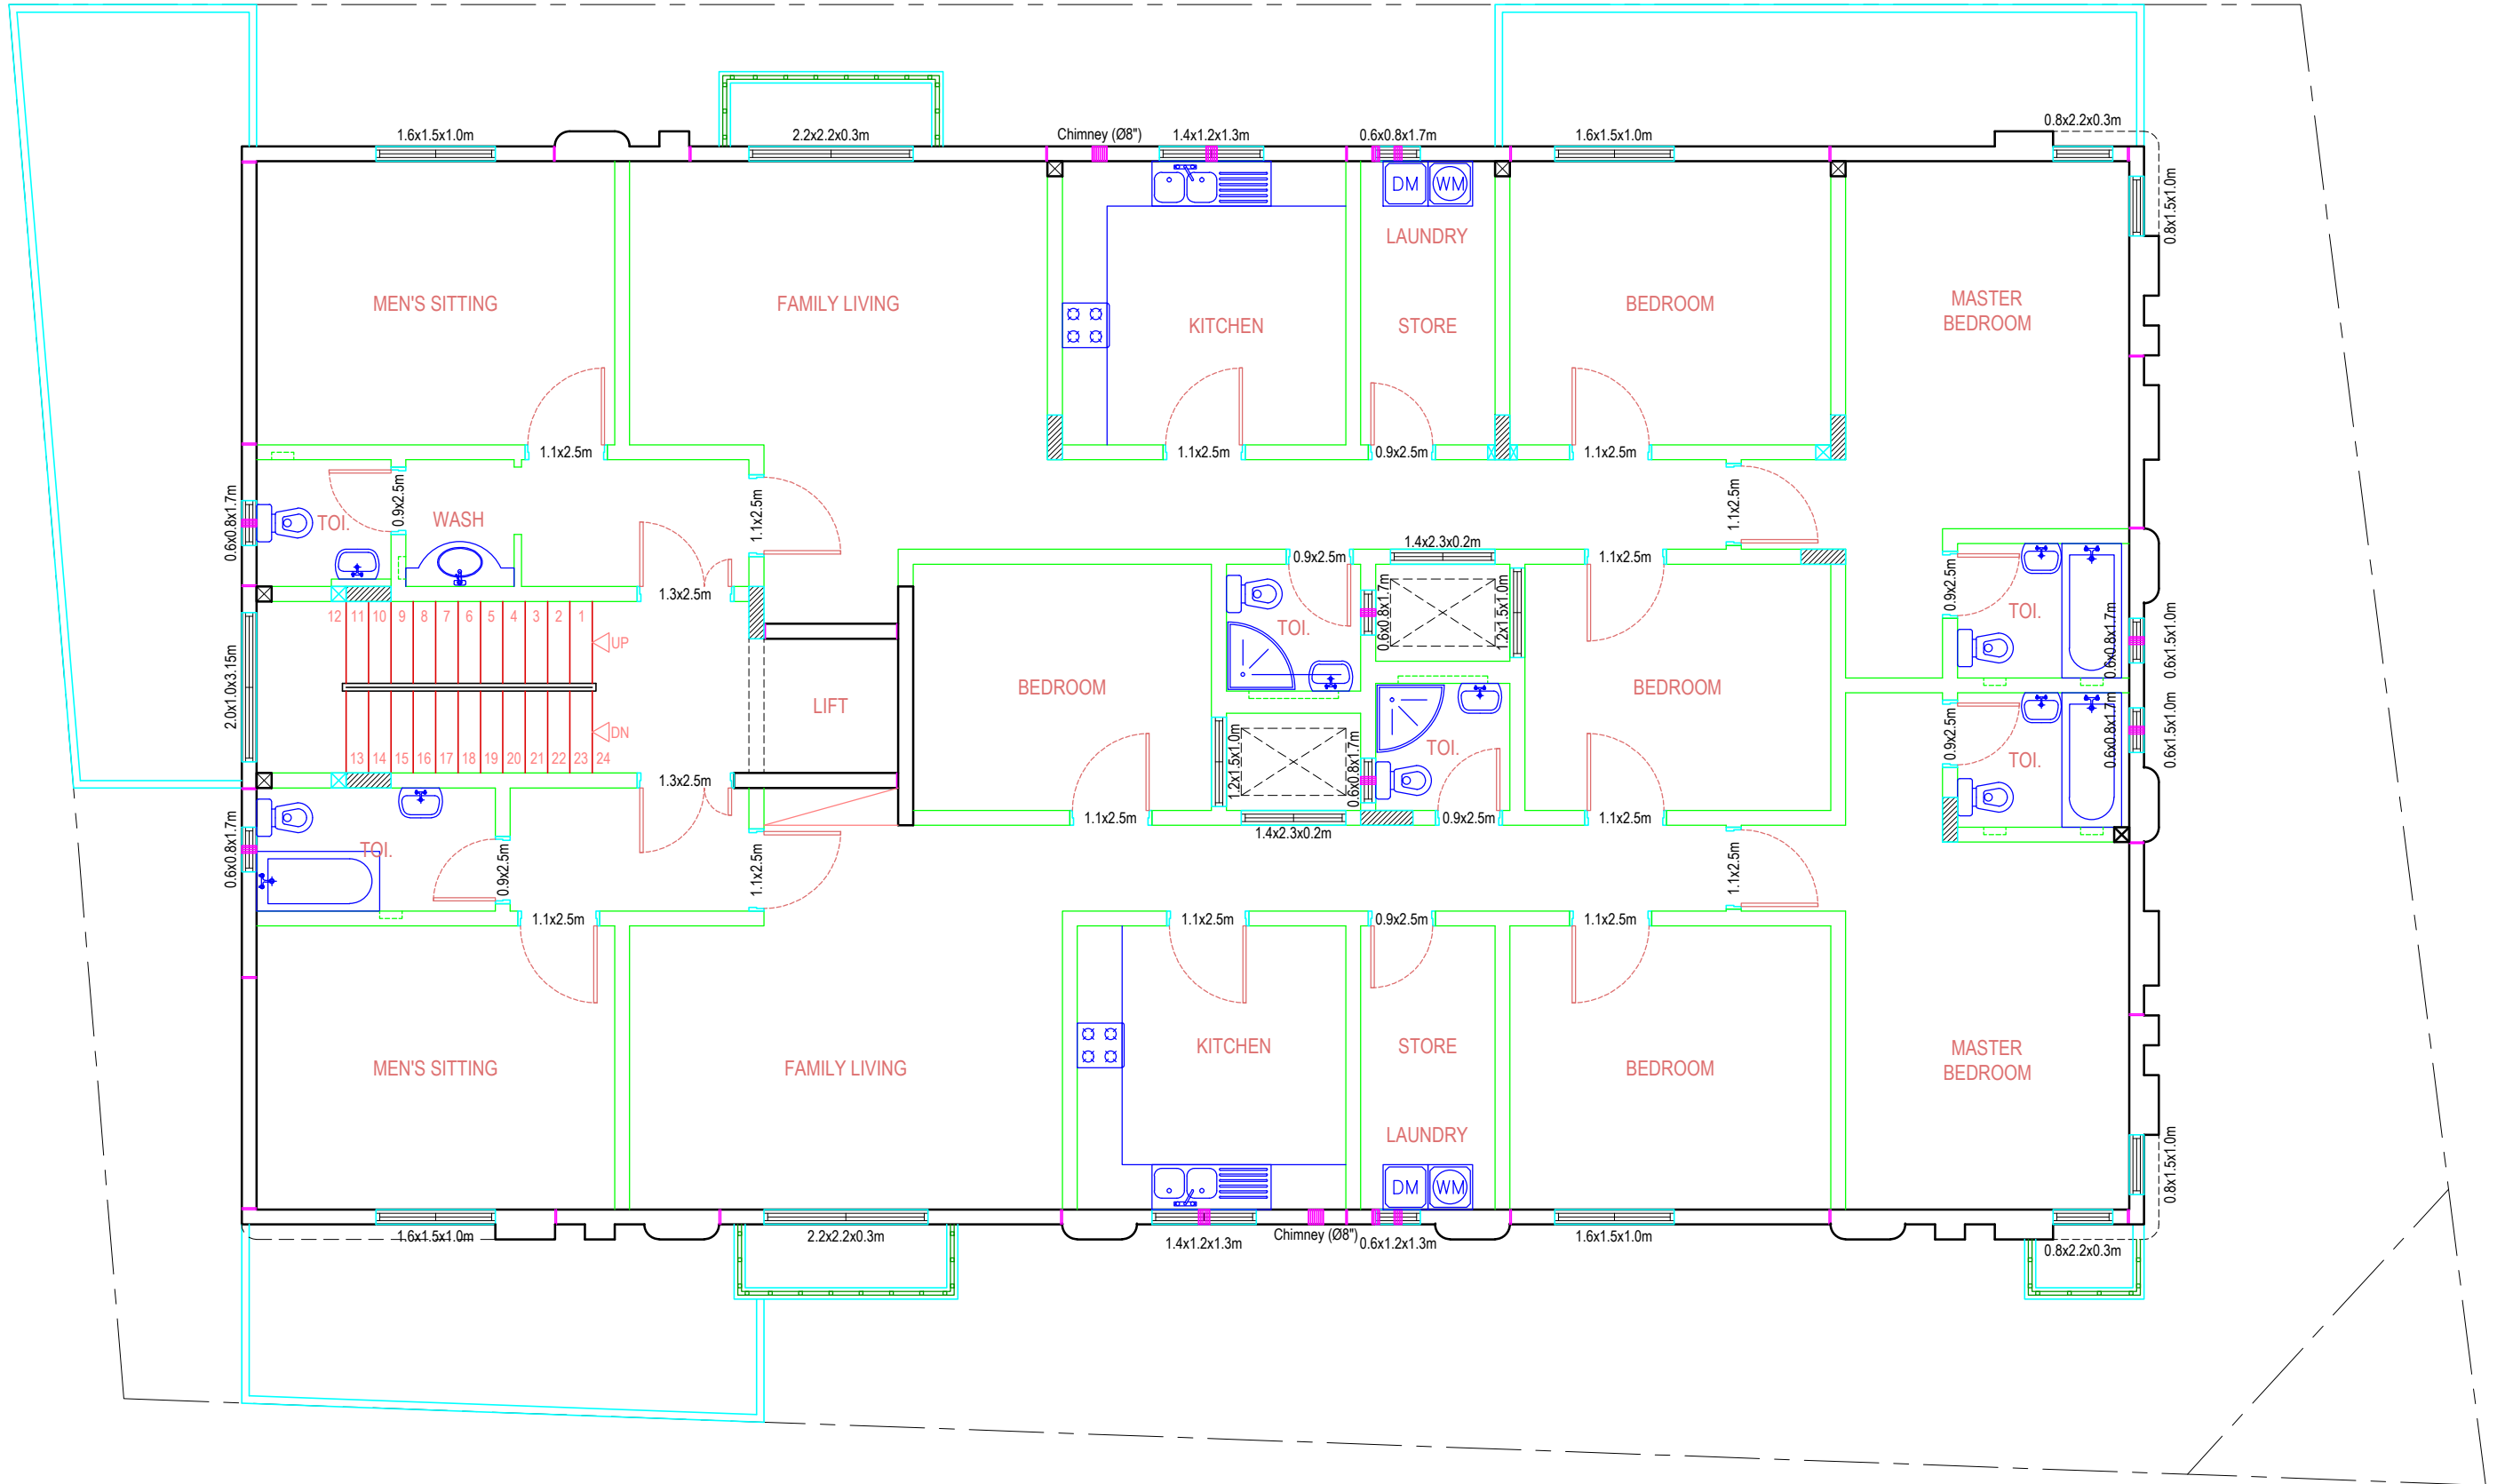 0.8x2.2x0.3m
1.6x1.5x1.0m
2.2x2.2x0.3m
Chimney (Ø8")
1.4x1.2x1.3m
0.6x0.8x1.7m
1.6x1.5x1.0m
0.8x1.5x1.0m
DM
WM
LAUNDRY
MEN'S SITTING
FAMILY LIVING
KITCHEN
STORE
BEDROOM
MASTER
BEDROOM
1.1x2.5m
1.1x2.5m
0.9x2.5m
1.1x2.5m
0.6x0.8x1.7m
TOI.
0.9x2.5m
WASH
1.1x2.5m
1.1x2.5m
1.3x2.5m
0.9x2.5m
1.4x2.3x0.2m
1.1x2.5m
0.9x2.5m
TOI.
12
11
10
9
8
7
6
5
4
3
2
1
UP
2.0x1.0x3.15m
LIFT
BEDROOM
TOI.
0.6x0.8x1.7m
1.2x1.5x1.0m
BEDROOM
0.6x0.8x1.7m
0.6x1.5x1.0m
DN
13
14
15
16
17
18
19
20
21
22
23
24
1.3x2.5m
1.2x1.5x1.0m
0.6x0.8x1.7m
TOI.
0.9x2.5m
TOI.
0.6x0.8x1.7m
0.6x1.5x1.0m
1.1x2.5m
1.4x2.3x0.2m
0.9x2.5m
1.1x2.5m
0.6x0.8x1.7m
TOI.
0.9x2.5m
1.1x2.5m
1.1x2.5m
1.1x2.5m
1.1x2.5m
0.9x2.5m
1.1x2.5m
MEN'S SITTING
FAMILY LIVING
KITCHEN
STORE
BEDROOM
MASTER
BEDROOM
LAUNDRY
DM
WM
0.8x1.5x1.0m
1.6x1.5x1.0m
2.2x2.2x0.3m
1.4x1.2x1.3m
Chimney (Ø8")
0.6x1.2x1.3m
1.6x1.5x1.0m
0.8x2.2x0.3m